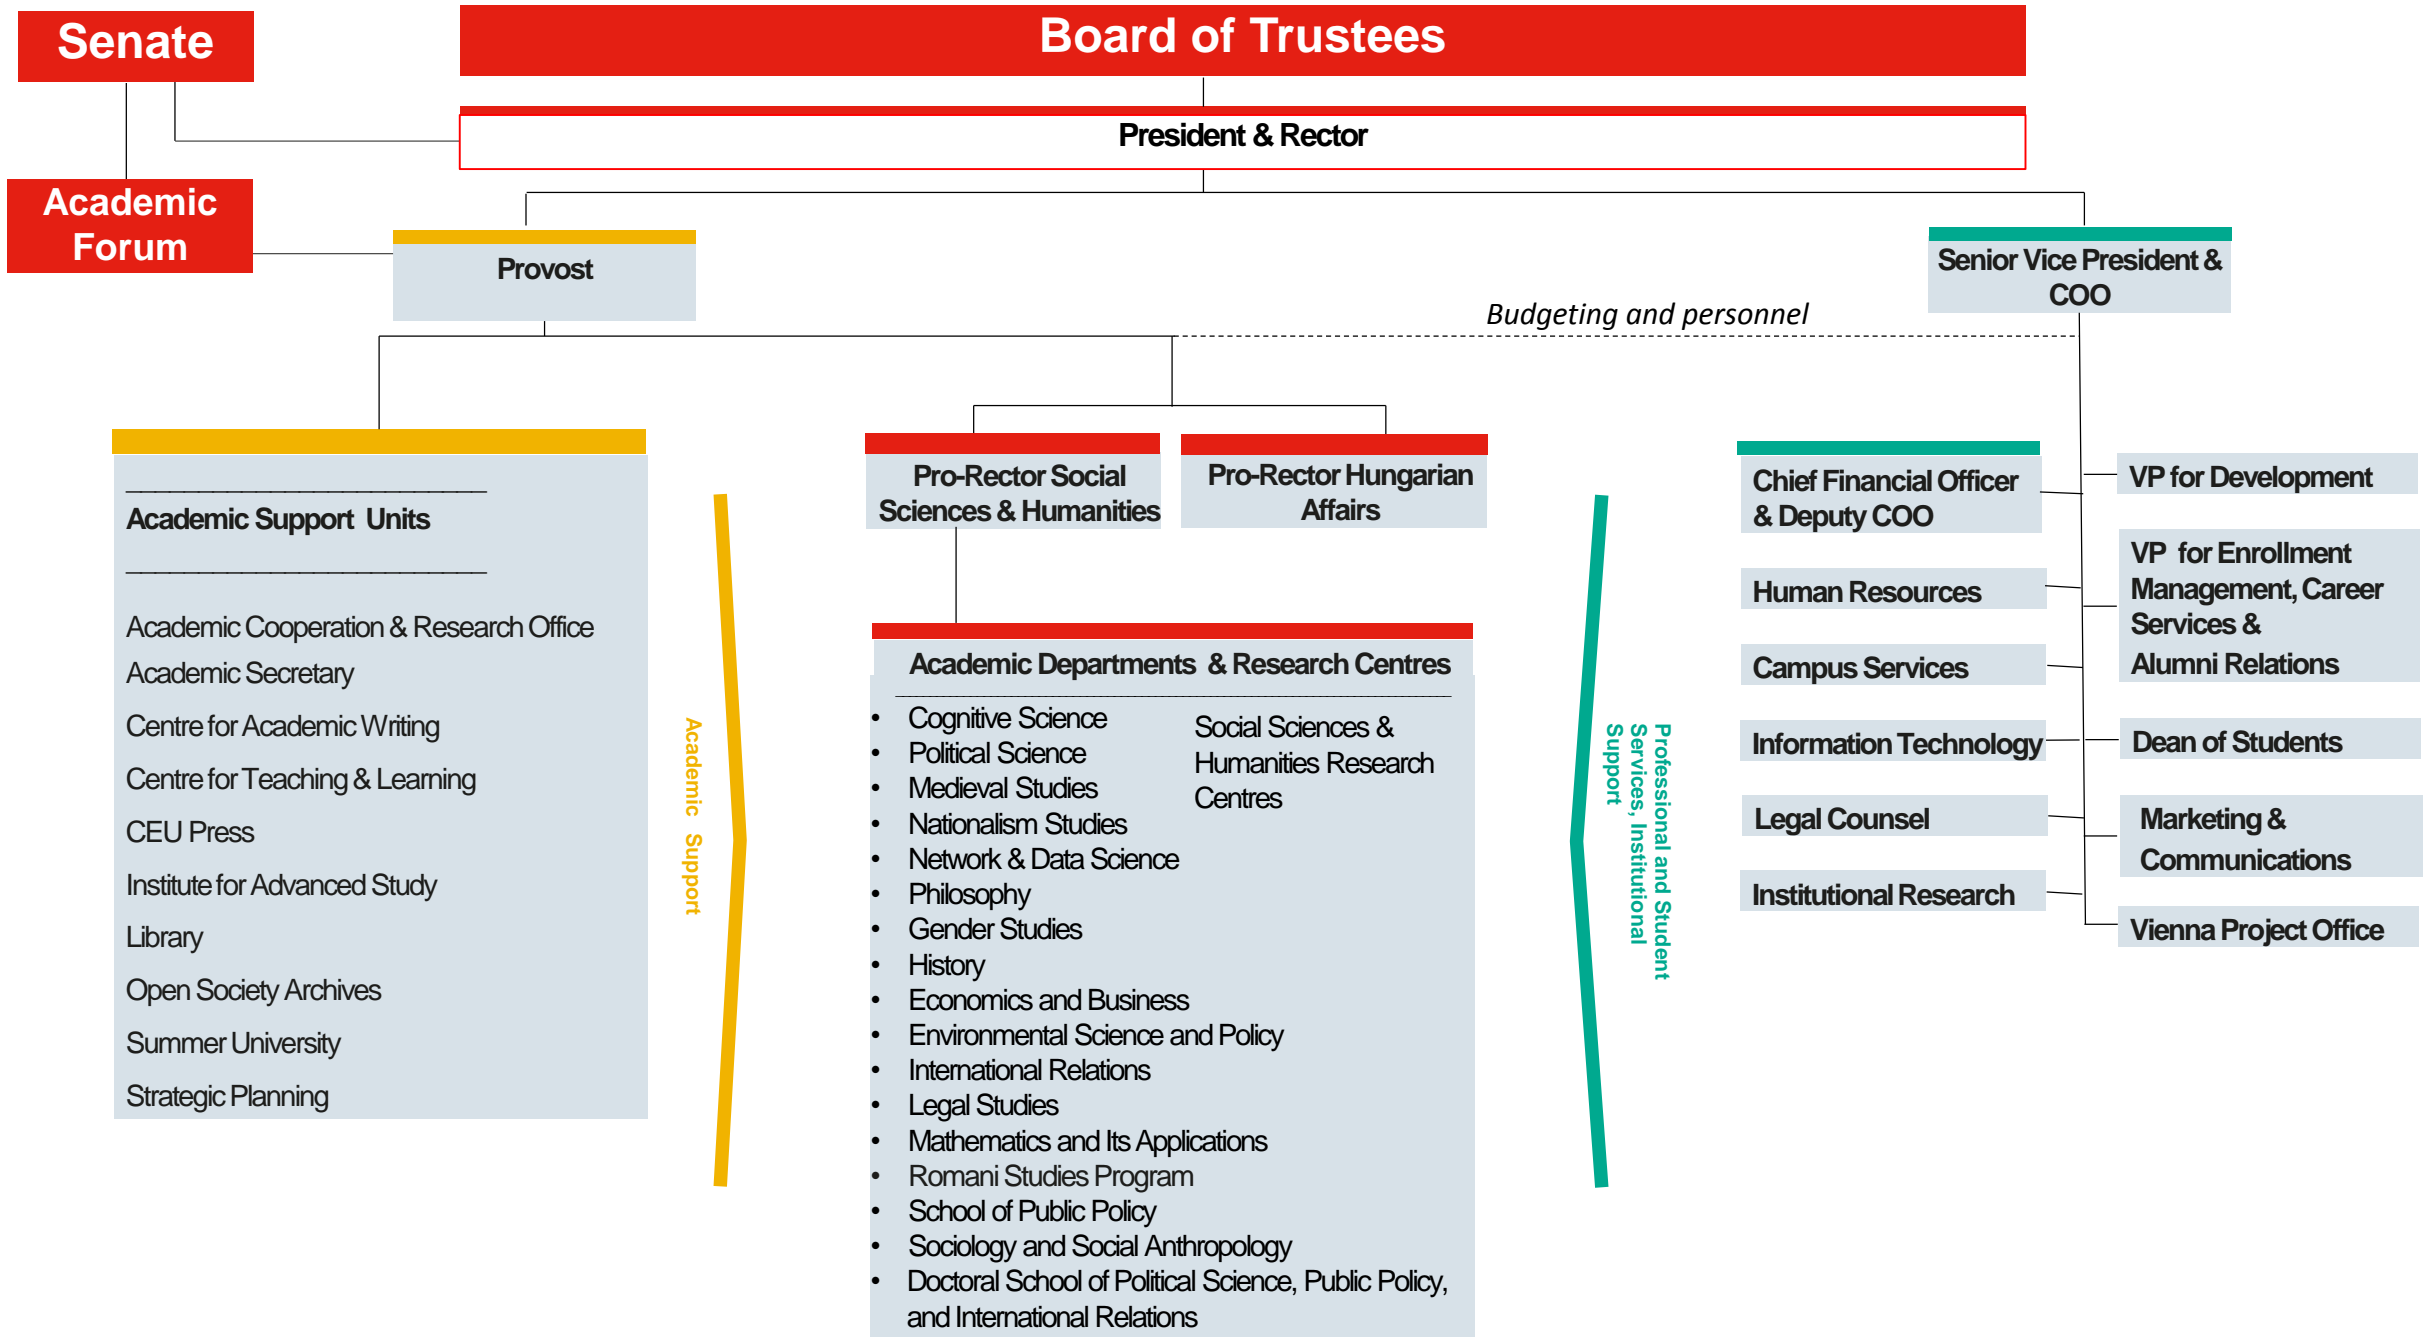 Senate
Board of Trustees
President & Rector
Academic
Forum
Provost
Senior Vice President &
COO
Budgeting and personnel
Academic Support Units
Academic Cooperation & Research Office
Academic Secretary
Centre for Academic Writing
Centre for Teaching & Learning
CEU Press
Institute for Advanced Study
Library
Open Society Archives
Summer University
Strategic Planning
Academic Support
Pro-Rector Social
Sciences & Humanities
Pro-Rector Hungarian
Affairs
Academic Departments & Research Centres
• Cognitive Science
• Political Science
• Medieval Studies
• Nationalism Studies
• Network & Data Science
• Philosophy
• Gender Studies
• History
• Economics and Business
• Environmental Science and Policy
• International Relations
• Legal Studies
• Mathematics and Its Applications
• Romani Studies Program
• School of Public Policy
• Sociology and Social Anthropology
• Doctoral School of Political Science, Public Policy,
and International Relations
Social Sciences &
Humanities Research
Centres
Professional and Student
Services, Institutional
Support
Chief Financial Officer
& Deputy COO
Human Resources
Campus Services
Information Technology
Legal Counsel
Institutional Research
VP for Development
VP for Enrollment
Management, Career
Services &
Alumni Relations
Dean of Students
Marketing &
Communications
Vienna Project Office